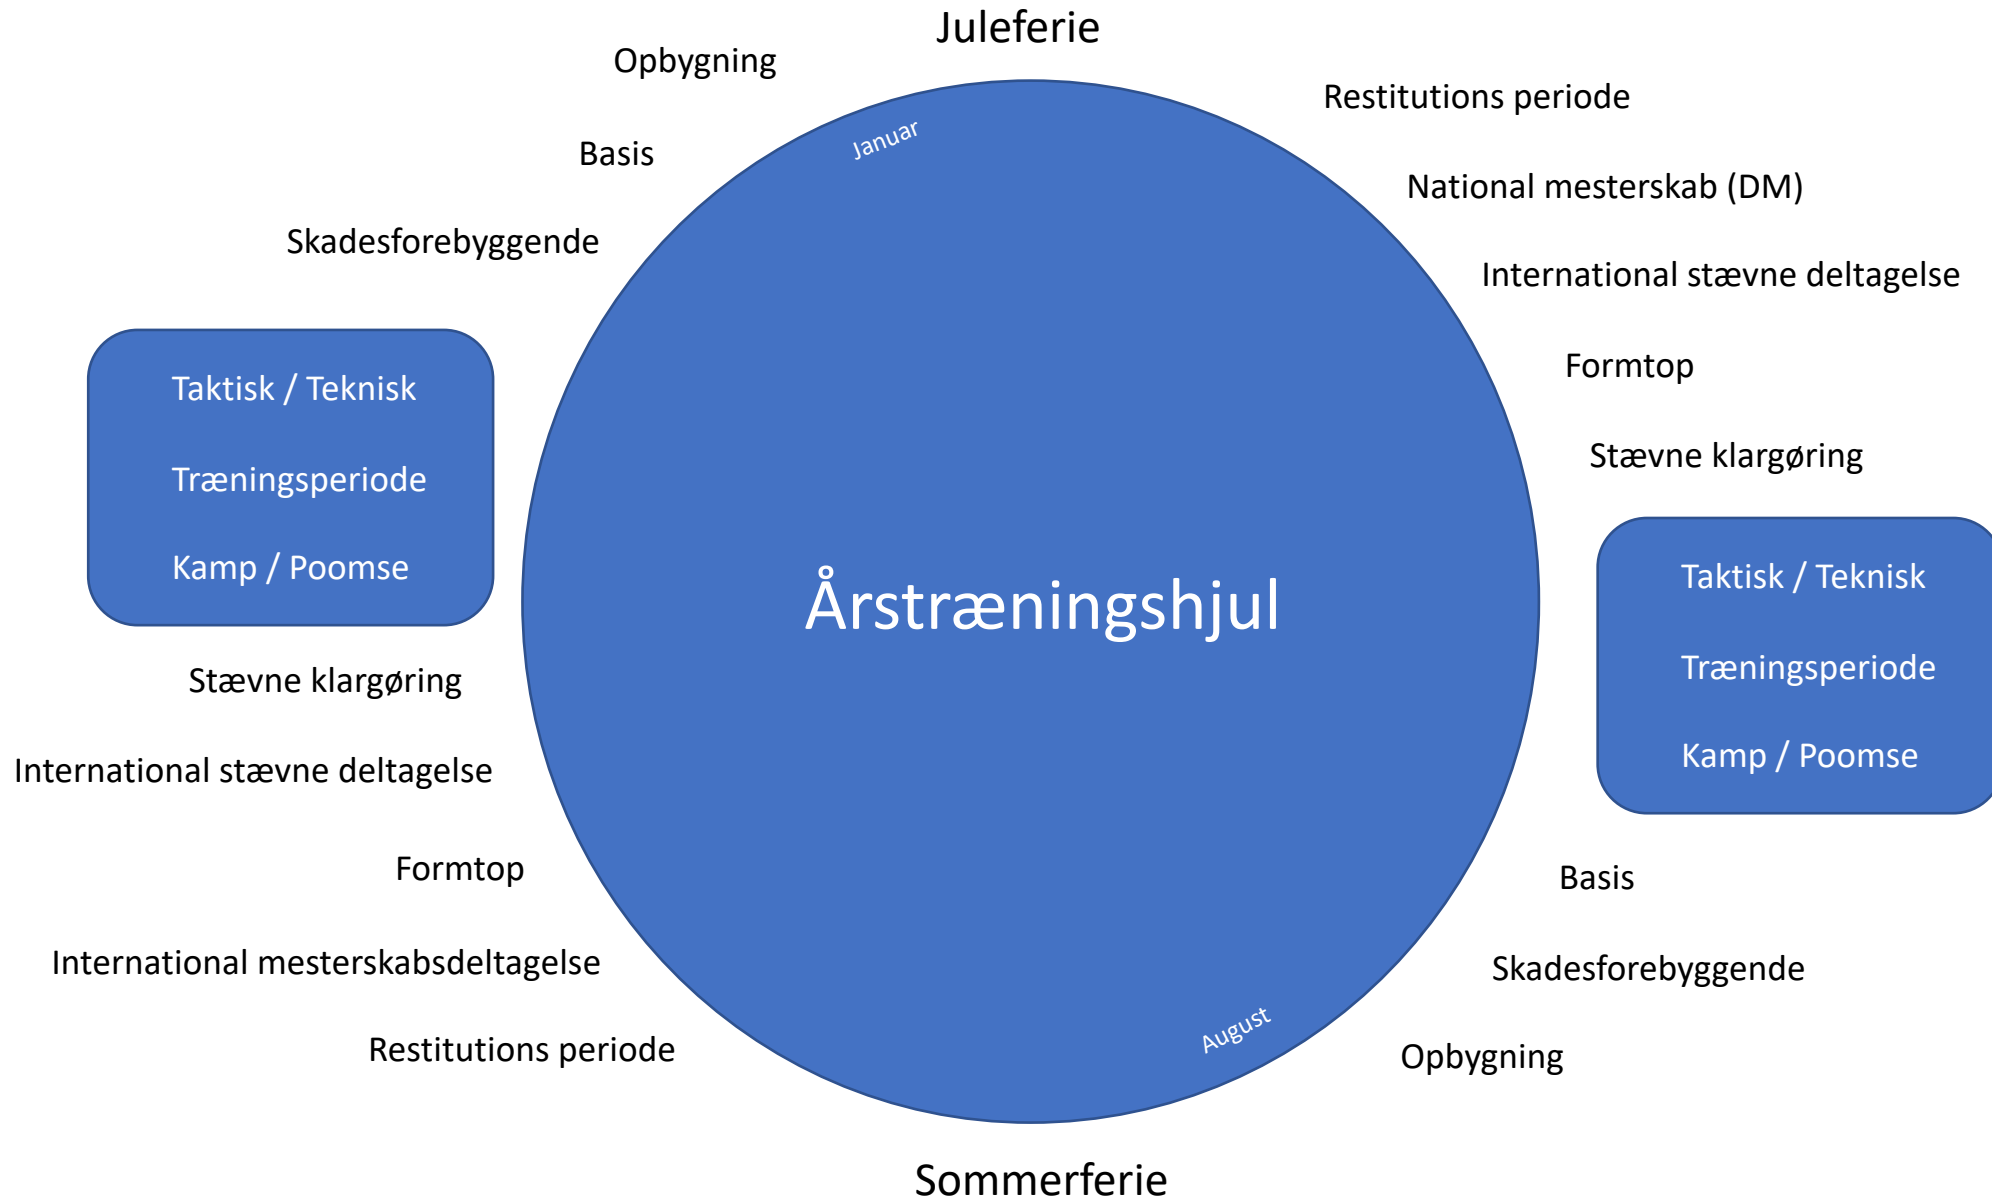 Juleferie
Opbygning
Januar
Basis
Skadesforebyggende
Taktisk / Teknisk
Træningsperiode
Kamp / Poomse
Stævne klargøring
International stævne deltagelse
Formtop
International mesterskabsdeltagelse
Restitutions periode
Årstræningshjul
Restitutions periode
National mesterskab (DM)
International stævne deltagelse
Formtop
Stævne klargøring
Taktisk / Teknisk
Træningsperiode
Kamp / Poomse
Basis
Skadesforebyggende
August
Opbygning
Sommerferie